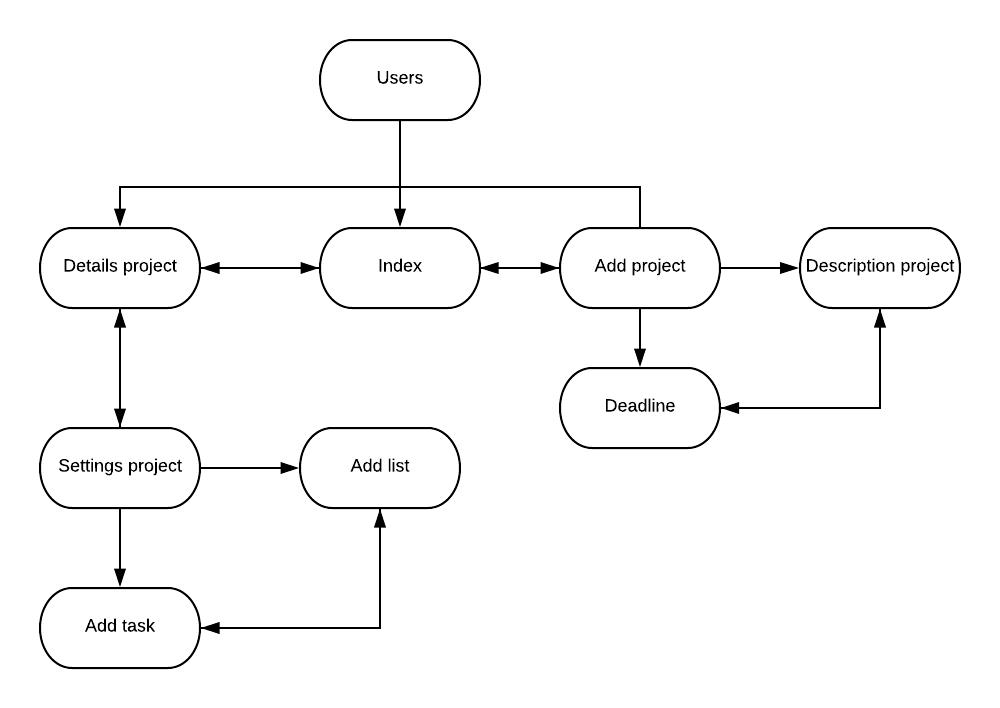 Users
Details project
Index
Add project
Description project
Deadline
Settings project
Add list
Add task